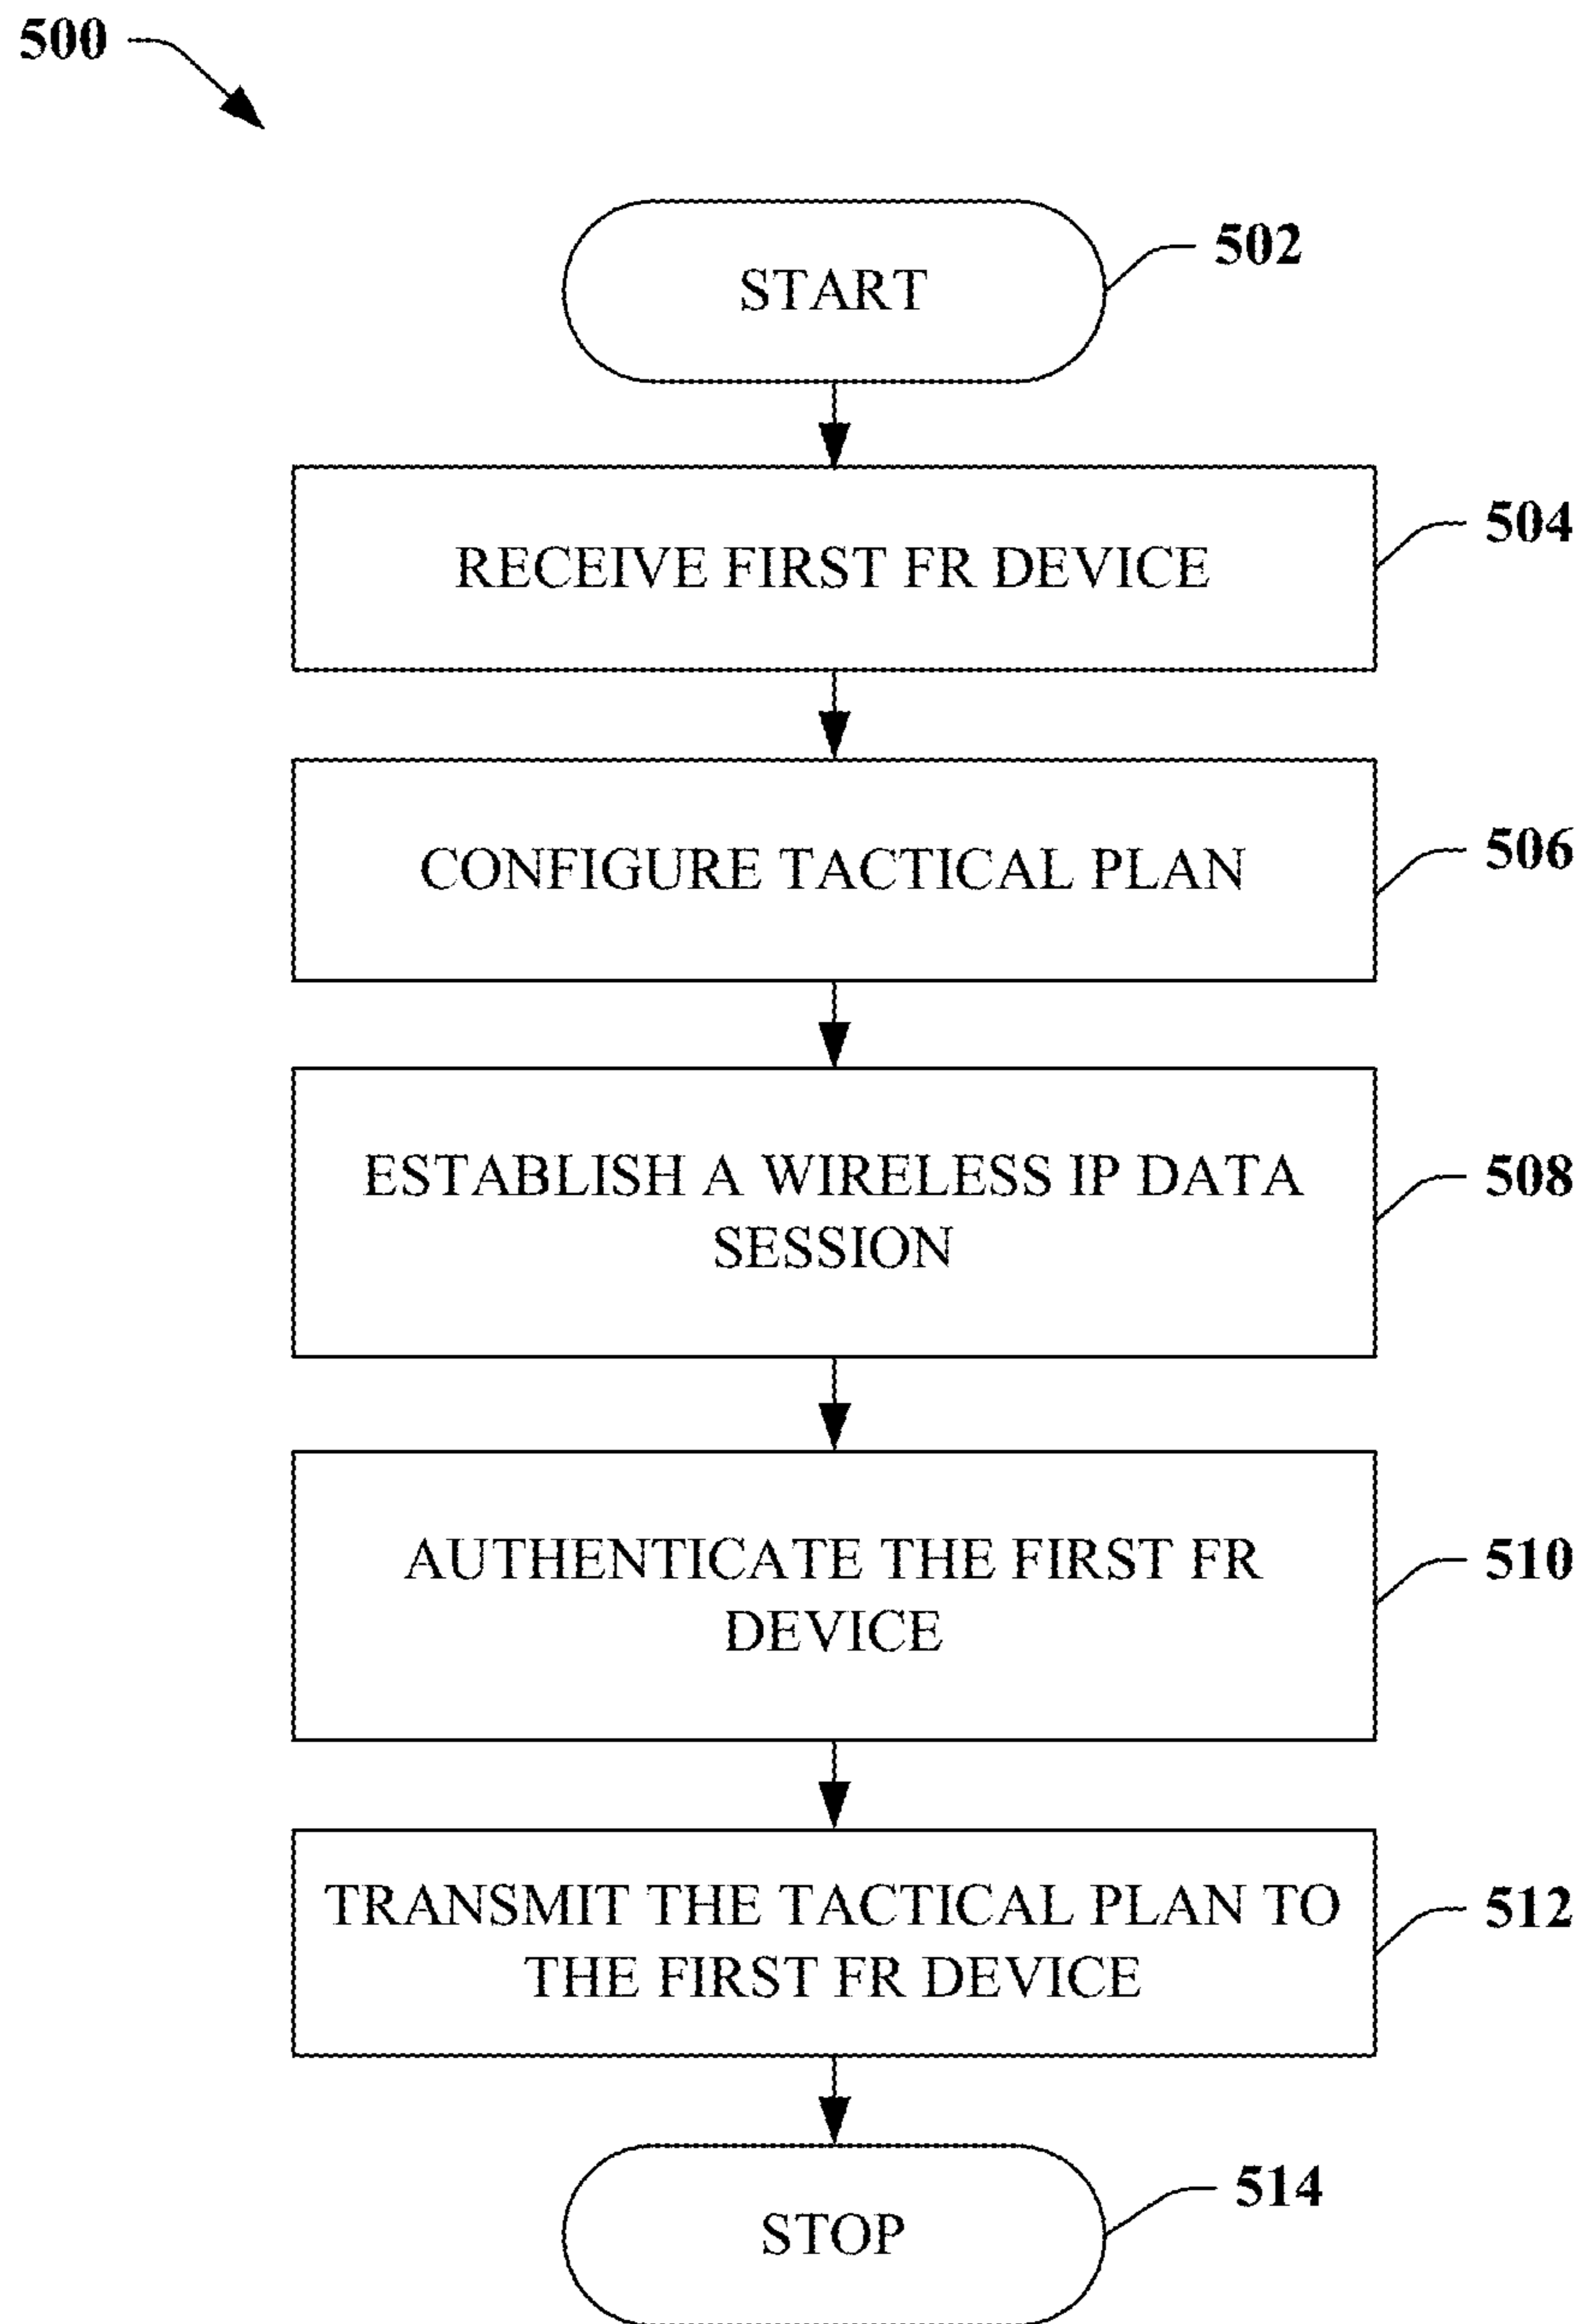 500
START
502
RECEIVE FIRST FR DEVICE
504
CONFIGURE TACTICAL PLAN
506
ESTABLISH A WIRELESS IP DATA
SESSION
508
AUTHENTICATE THE FIRST FR
DEVICE
510
TRANSMIT THE TACTICAL PLAN TO
THE FIRST FR DEVICE
512
STOP
514